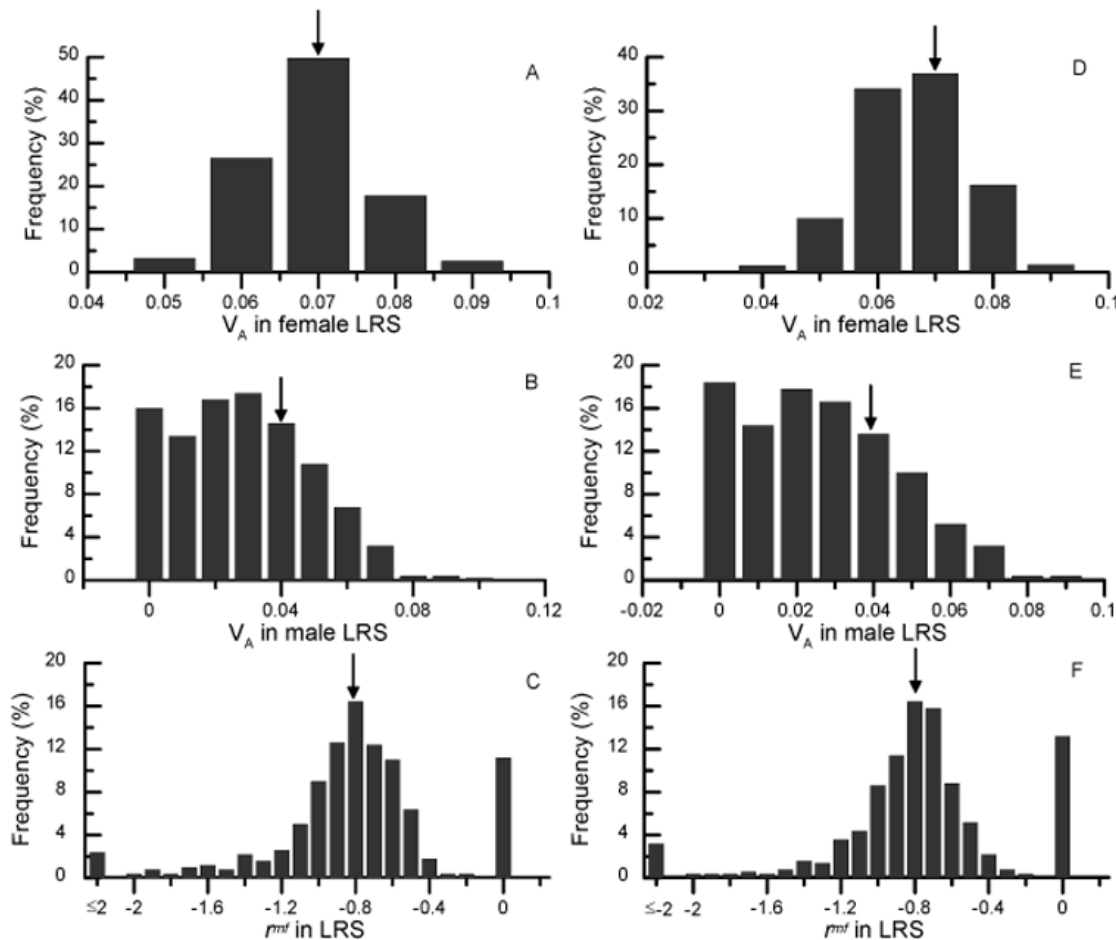 A
Frequency (%)
50
40
30
20
10
0
0.04 0.05 0.06 0.07 0.08 0.09 0.1
V_A in female LRS
D
Frequency (%)
40
30
20
10
0
0.02 0.04 0.06 0.08 0.1
V_A in female LRS
B
Frequency (%)
20
16
12
8
4
0
0 0.04 0.08 0.12
V_A in male LRS
E
Frequency (%)
20
16
12
8
4
0
-0.02 0 0.02 0.04 0.06 0.08 0.1
V_A in male LRS
C
Frequency (%)
20
16
12
8
4
0
≤-2 -2 -1.6 -1.2 -0.8 -0.4 0
r^mf in LRS
F
Frequency (%)
20
16
12
8
4
0
≤-2 -2 -1.6 -1.2 -0.8 -0.4 0
r^mf in LRS